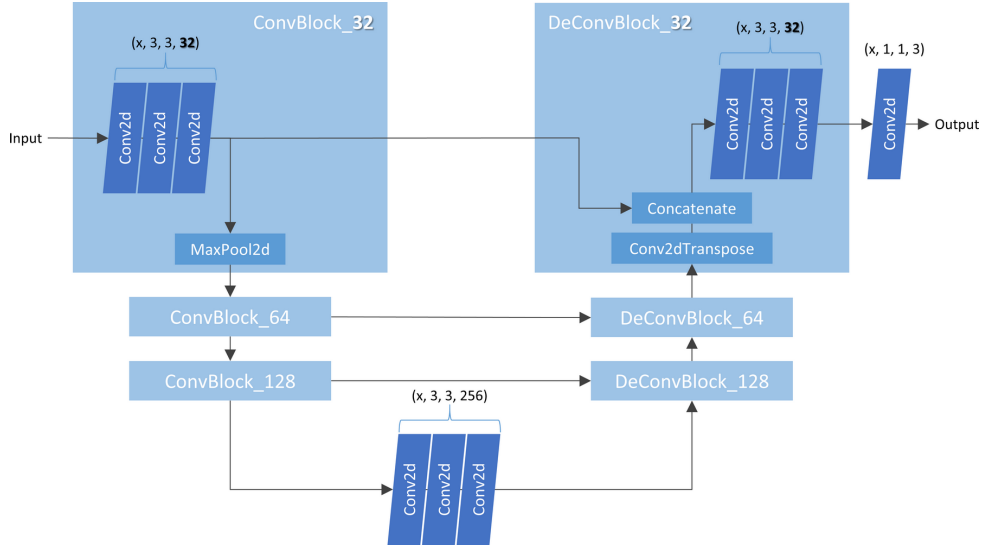 ConvBlock_32
(x, 3, 3, 32)
Conv2d
Conv2d
Conv2d
Input
MaxPool2d
DeConvBlock_32
(x, 3, 3, 32)
Conv2d
Conv2d
Conv2d
(x, 1, 1, 3)
Conv2d
Output
Concatenate
Conv2dTranspose
ConvBlock_64
DeConvBlock_64
ConvBlock_128
DeConvBlock_128
(x, 3, 3, 256)
Conv2d
Conv2d
Conv2d